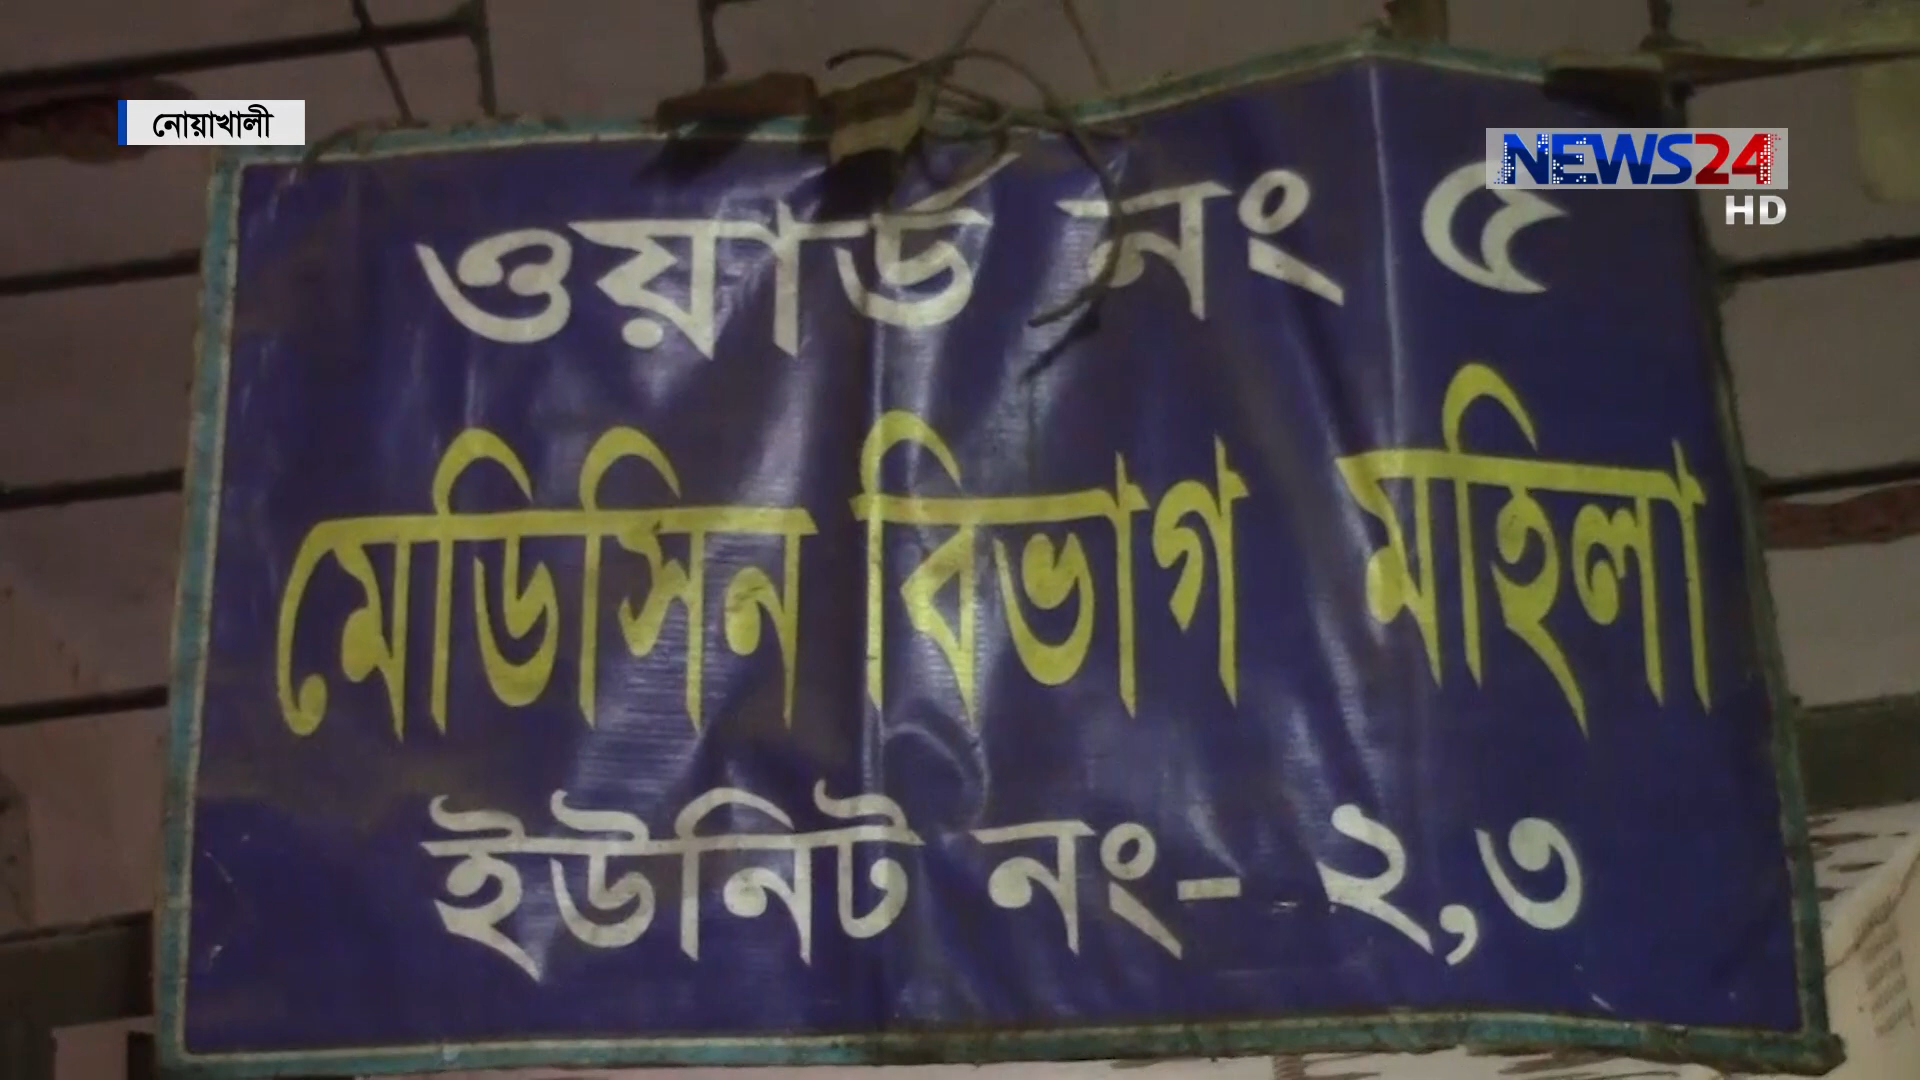 নোয়াখালী
NEWS24
HD
ওয়ার্ড নং ৫
মেডিসিন বিভাগ মহিলা
ইউনিট নং- ২,৩